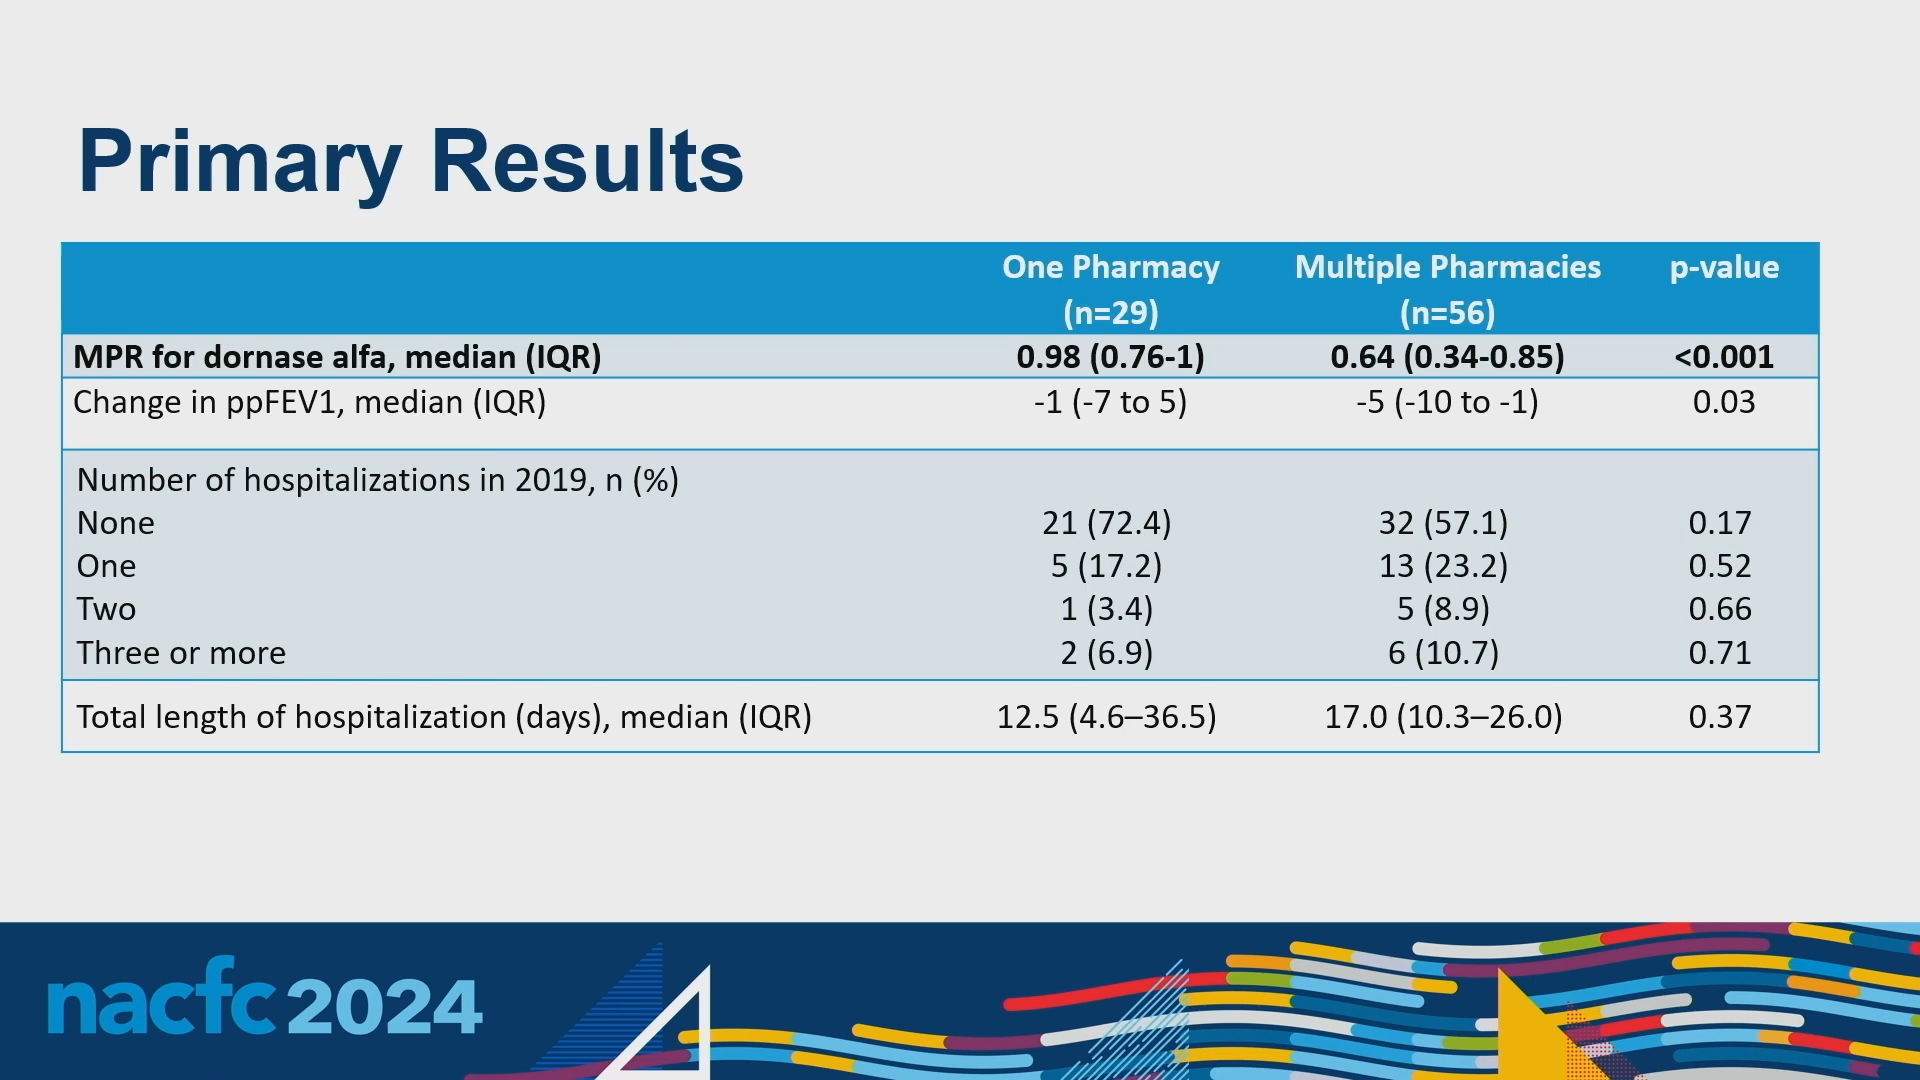 Primary Results
One Pharmacy Multiple Pharmacies p-value
(n=29) (n=56)
MPR for dornase alfa, median (IQR) 0.98 (0.76-1) 0.64 (0.34-0.85) <0.001
Change in ppFEV1, median (IQR) -1 (-7 to 5) -5 (-10 to -1) 0.03
Number of hospitalizations in 2019, n (%)
None 21 (72.4) 32 (57.1) 0.17
One 5 (17.2) 13 (23.2) 0.52
Two 1 (3.4) 5 (8.9) 0.66
Three or more 2 (6.9) 6 (10.7) 0.71
Total length of hospitalization (days), median (IQR) 12.5 (4.6–36.5) 17.0 (10.3–26.0) 0.37
nacfc 2024